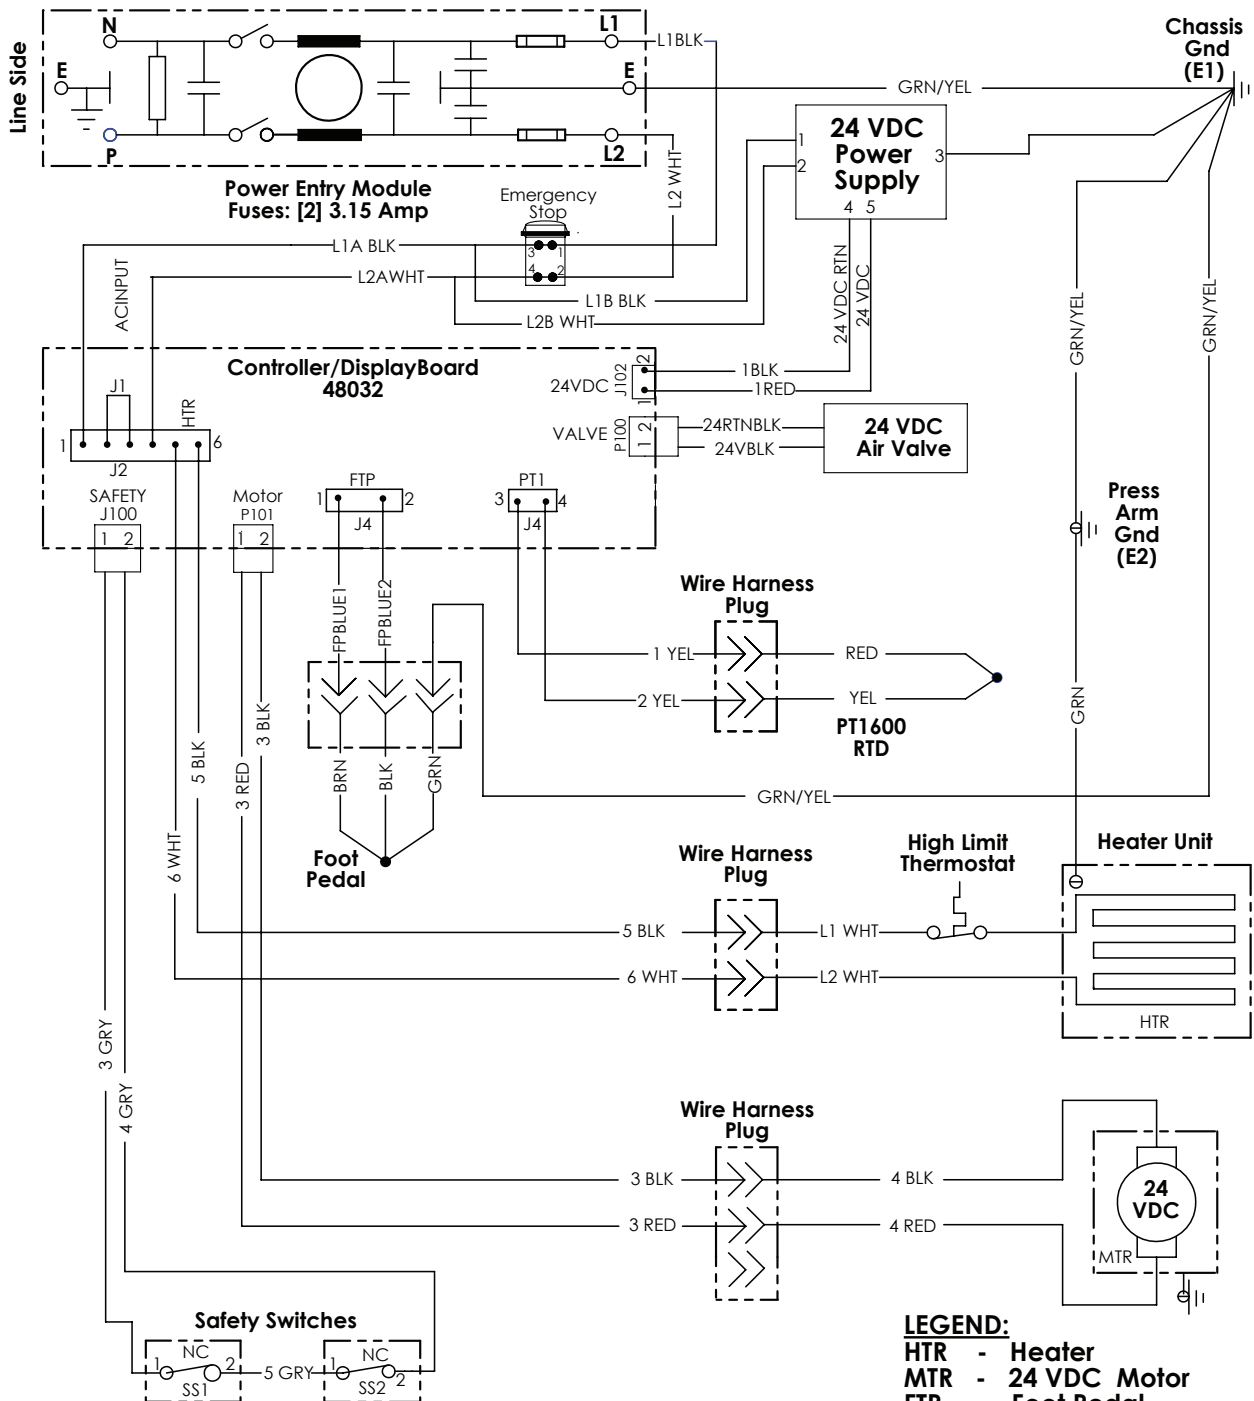 Line Side
N
L1
L1BLK
Chassis
Gnd
(E1)
E
E
GRN/YEL
P
L2
L2 WHT
24 VDC
Power
Supply
1
2
3
4 5
Power Entry Module
Fuses: [2] 3.15 Amp
Emergency
Stop
3 1
4 2
L1A BLK
L2AWHT
L1B BLK
L2B WHT
ACINPUT
24 VDC RTN
24 VDC
GRN/YEL
GRN/YEL
Controller/DisplayBoard
48032
J1
HTR
1
6
J2
24VDC
J102
2
1
1BLK
1RED
VALVE
P100
1 2
24RTNBLK
24VBLK
24 VDC
Air Valve
SAFETY
J100
1 2
Motor
P101
1 2
FTP
1
2
J4
PT1
3
4
J4
Press
Arm
Gnd
(E2)
FPBLUE1
FPBLUE2
Wire Harness
Plug
1 YEL
RED
2 YEL
YEL
PT1600
RTD
GRN
3 BLK
5 BLK
3 RED
BRN
BLK
GRN
GRN/YEL
6 WHT
Foot
Pedal
Wire Harness
Plug
High Limit
Thermostat
Heater Unit
5 BLK
L1 WHT
6 WHT
L2 WHT
HTR
3 GRY
4 GRY
Wire Harness
Plug
3 BLK
4 BLK
3 RED
4 RED
24
VDC
MTR
Safety Switches
NC
1
2
SS1
5 GRY
NC
1
2
SS2
LEGEND:
HTR - Heater
MTR - 24 VDC Motor
FTP - Foot Pedal